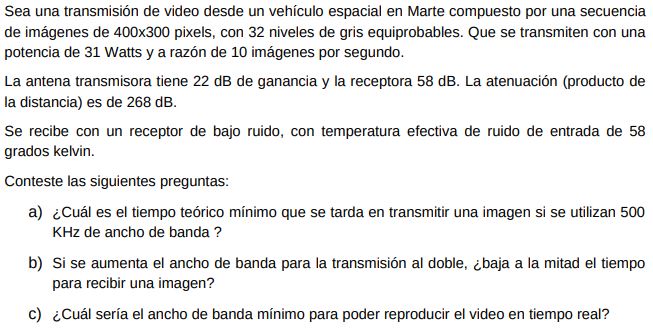 Sea una transmisión de video desde un vehículo espacial en Marte compuesto por una secuencia
de imágenes de 400x300 pixels, con 32 niveles de gris equiprobables. Que se transmiten con una
potencia de 31 Watts y a razón de 10 imágenes por segundo.
La antena transmisora tiene 22 dB de ganancia y la receptora 58 dB. La atenuación (producto de
la distancia) es de 268 dB.
Se recibe con un receptor de bajo ruido, con temperatura efectiva de ruido de entrada de 58
grados kelvin.
Conteste las siguientes preguntas:
a) ¿Cuál es el tiempo teórico mínimo que se tarda en transmitir una imagen si se utilizan 500
KHz de ancho de banda ?
b) Si se aumenta el ancho de banda para la transmisión al doble, ¿baja a la mitad el tiempo
para recibir una imagen?
c) ¿Cuál sería el ancho de banda mínimo para poder reproducir el video en tiempo real?